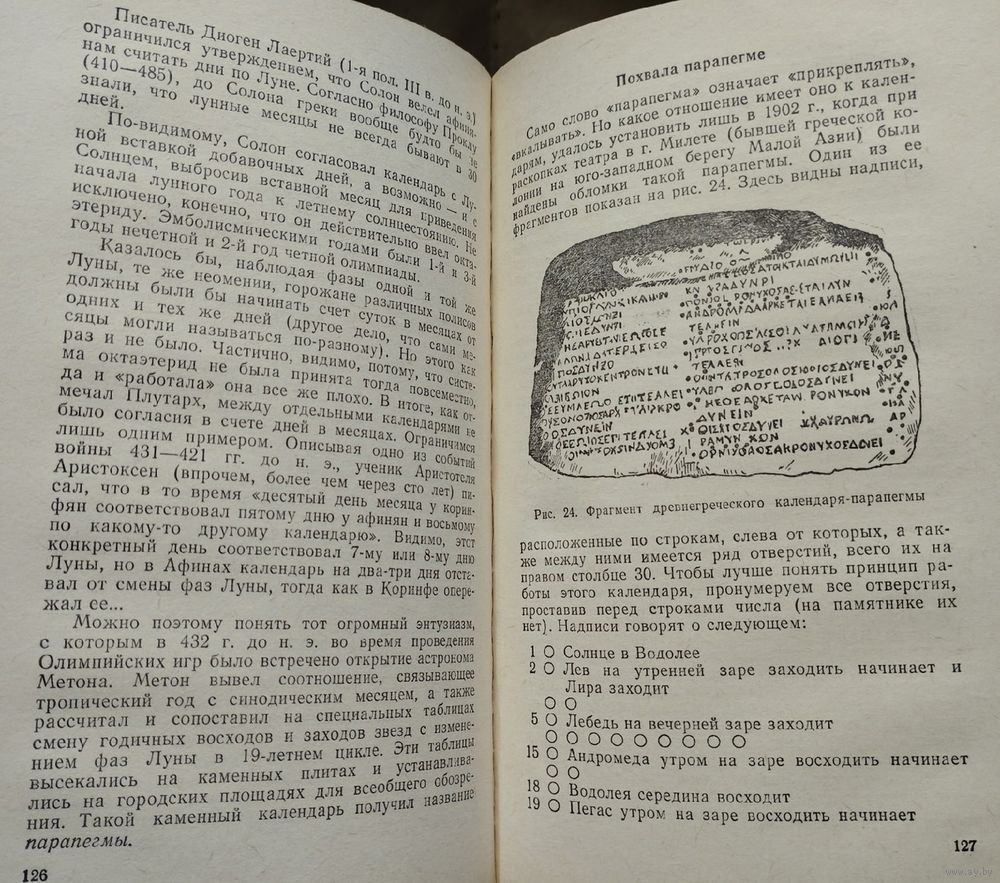 Писатель Диоген Лаертий (1-я пол. III в. до н. э.)
ограничился утверждением, что Солон велел афиня-
нам считать дни по Луне. Согласно философу Проклу
(410—485), до Солона греки вообще будто бы не
знали, что лунные месяцы не всегда бывают в 30
дней.
По-видимому, Солон согласовал календарь с Лу-
ной вставкой добавочных дней, а возможно — и с
Солнцем, выбросив вставной месяц для приведения
начала лунного года к летнему солнцестоянию. Не
исключено, конечно, что он действительно ввел окта-
этериду. Эмболисмическими годами были 1-й и 3-й
годы нечетной и 2-й год четной олимпиады.
Казалось бы, наблюдая фазы одной и той же
Луны, те же неомении, горожане различных полисов
должны были бы начинать счет суток в месяцах от
одних и тех же дней (другое дело, что сами ме-
сяцы могли называться по-разному). Но этого как
раз и не было. Частично, видимо, потому, что систе-
ма октаэтерид не была принята тогда повсеместно,
да и «работала» она все же плохо. В итоге, как от-
мечал Плутарх, между отдельными календарями не
было согласия в счете дней в месяцах. Ограничимся
лишь одним примером. Описывая одно из событий
войны 431—421 гг. до н. э., ученик Аристотеля
Аристоксен (впрочем, более чем через сто лет) пи-
сал, что в то время «десятый день месяца у корин-
фян соответствовал пятому дню у афинян и восьмому
по какому-то другому календарю». Видимо, этот
конкретный день соответствовал 7-му или 8-му дню
Луны, но в Афинах календарь на два-три дня отста-
вал от смены фаз Луны, тогда как в Коринфе опере-
жал ее...
Можно поэтому понять тот огромный энтузиазм,
с которым в 432 г. до н. э. во время проведения
Олимпийских игр было встречено открытие астронома
Метона. Метон вывел соотношение, связывающее
тропический год с синодическим месяцем, а также
рассчитал и сопоставил на специальных таблицах
смену годичных восходов и заходов звезд с измене-
нием фаз Луны в 19-летнем цикле. Эти таблицы
высекались на каменных плитах и устанавлива-
лись на городских площадях для всеобщего обозре-
ния. Такой каменный календарь получил название
парапегмы.
126
Похвала парапегме
Само слово «парапегма» означает «прикреплять»,
«вкалывать». Но какое отношение имеет оно к кален-
дарям, удалось установить лишь в 1902 г., когда при
раскопках театра в г. Милете (бывшей греческой ко-
лонии на юго-западном берегу Малой Азии) были
найдены обломки такой парапегмы. Один из ее
фрагментов показан на рис. 24. Здесь видны надписи,
Рис. 24. Фрагмент древнегреческого календаря-парапегмы
расположенные по строкам, слева от которых, а так-
же между ними имеется ряд отверстий, всего их на
правом столбце 30. Чтобы лучше понять принцип ра-
боты этого календаря, пронумеруем все отверстия,
проставив перед строками числа (на памятнике их
нет). Надписи говорят о следующем:
1 О Солнце в Водолее
2 О Лев на утренней заре заходить начинает и
Лира заходит
О О
5 О Лебедь на вечерней заре заходит
О О О О О О О О О
15 О Андромеда утром на заре восходить начинает
О О
18 О Водолея середина восходит
19 О Пегас утром на заре восходить начинает
127
www.ay.by